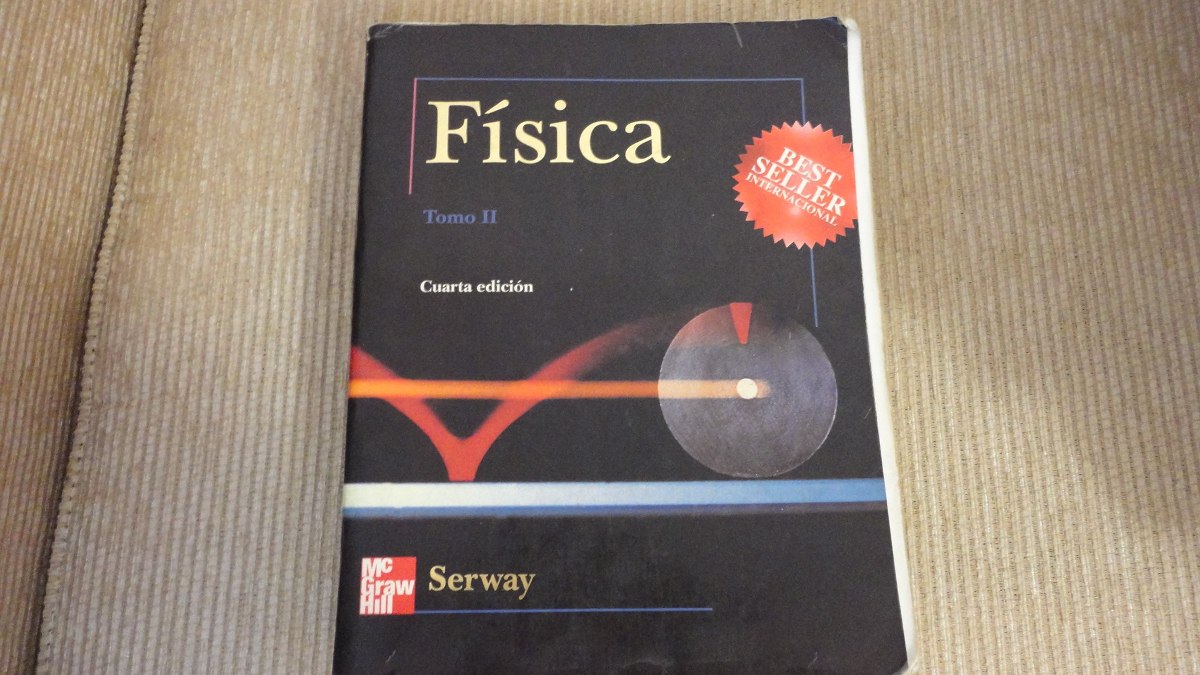 Física
BEST
SELLER
INTERNACIONAL
Tomo II
Cuarta edición
Mc
Graw
Hill
Serway